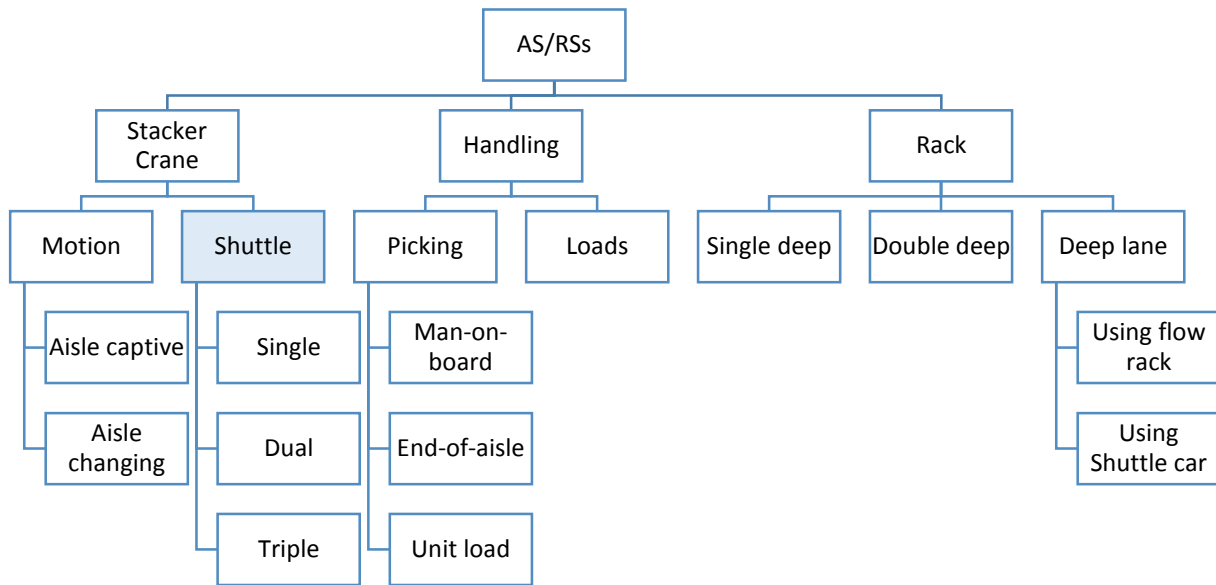 AS/RSs
Stacker
Crane
Handling
Rack
Motion
Shuttle
Picking
Loads
Single deep
Double deep
Deep lane
Aisle captive
Single
Man-on-
board
Using flow
rack
Aisle
changing
Dual
End-of-aisle
Using
Shuttle car
Triple
Unit load